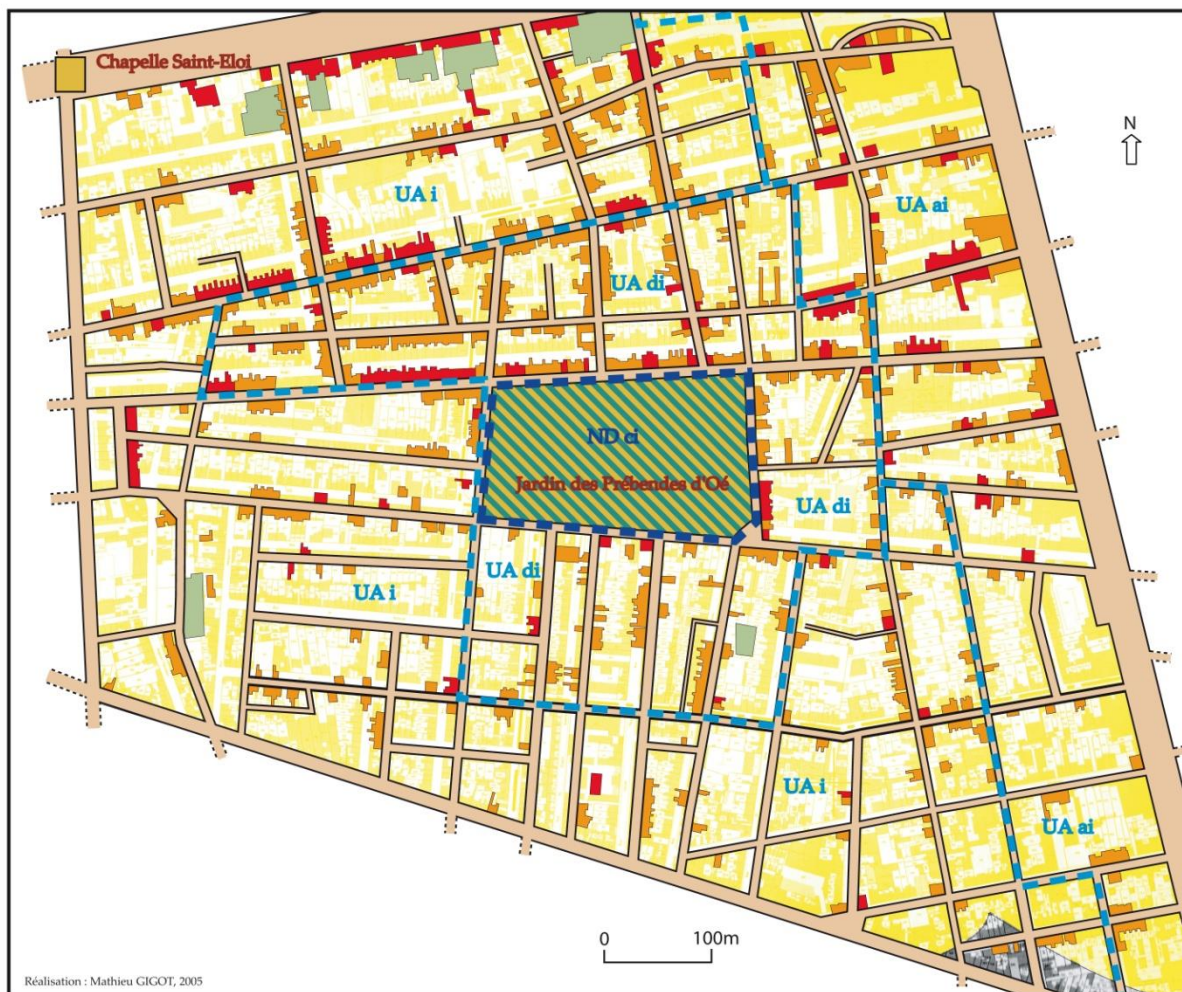 Chapelle Saint-Eloi
N
UA i
UA ai
UA di
ND ci
Jardin des Prébendes d'Oé
UA di
UA di
UA i
UA i
UA ai
0 100m
Réalisation : Mathieu GIGOT, 2005